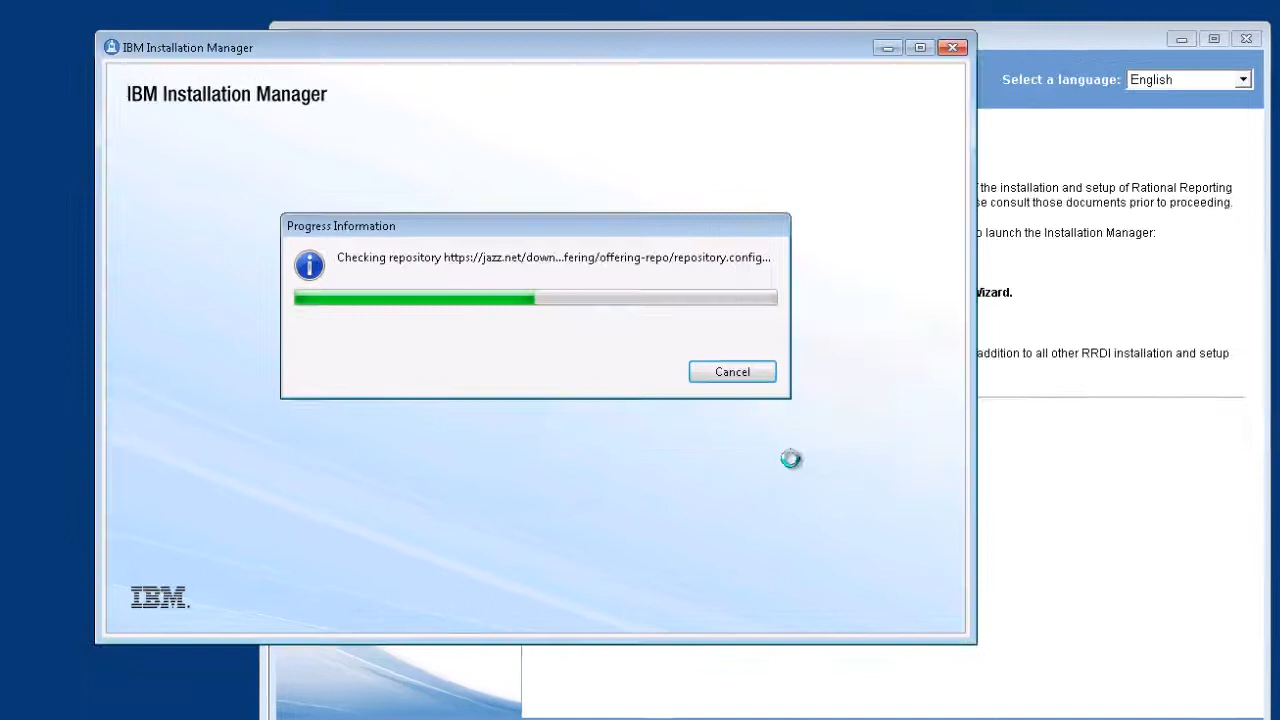 IBM Installation Manager
Select a language: English
IBM Installation Manager
the installation and setup of Rational Reporting
se consult those documents prior to proceeding.
Progress Information
o launch the Installation Manager:
Checking repository https://jazz.net/down...fering/offering-repo/repository.config...
Wizard.
addition to all other RRDI installation and setup
Cancel
IBM.